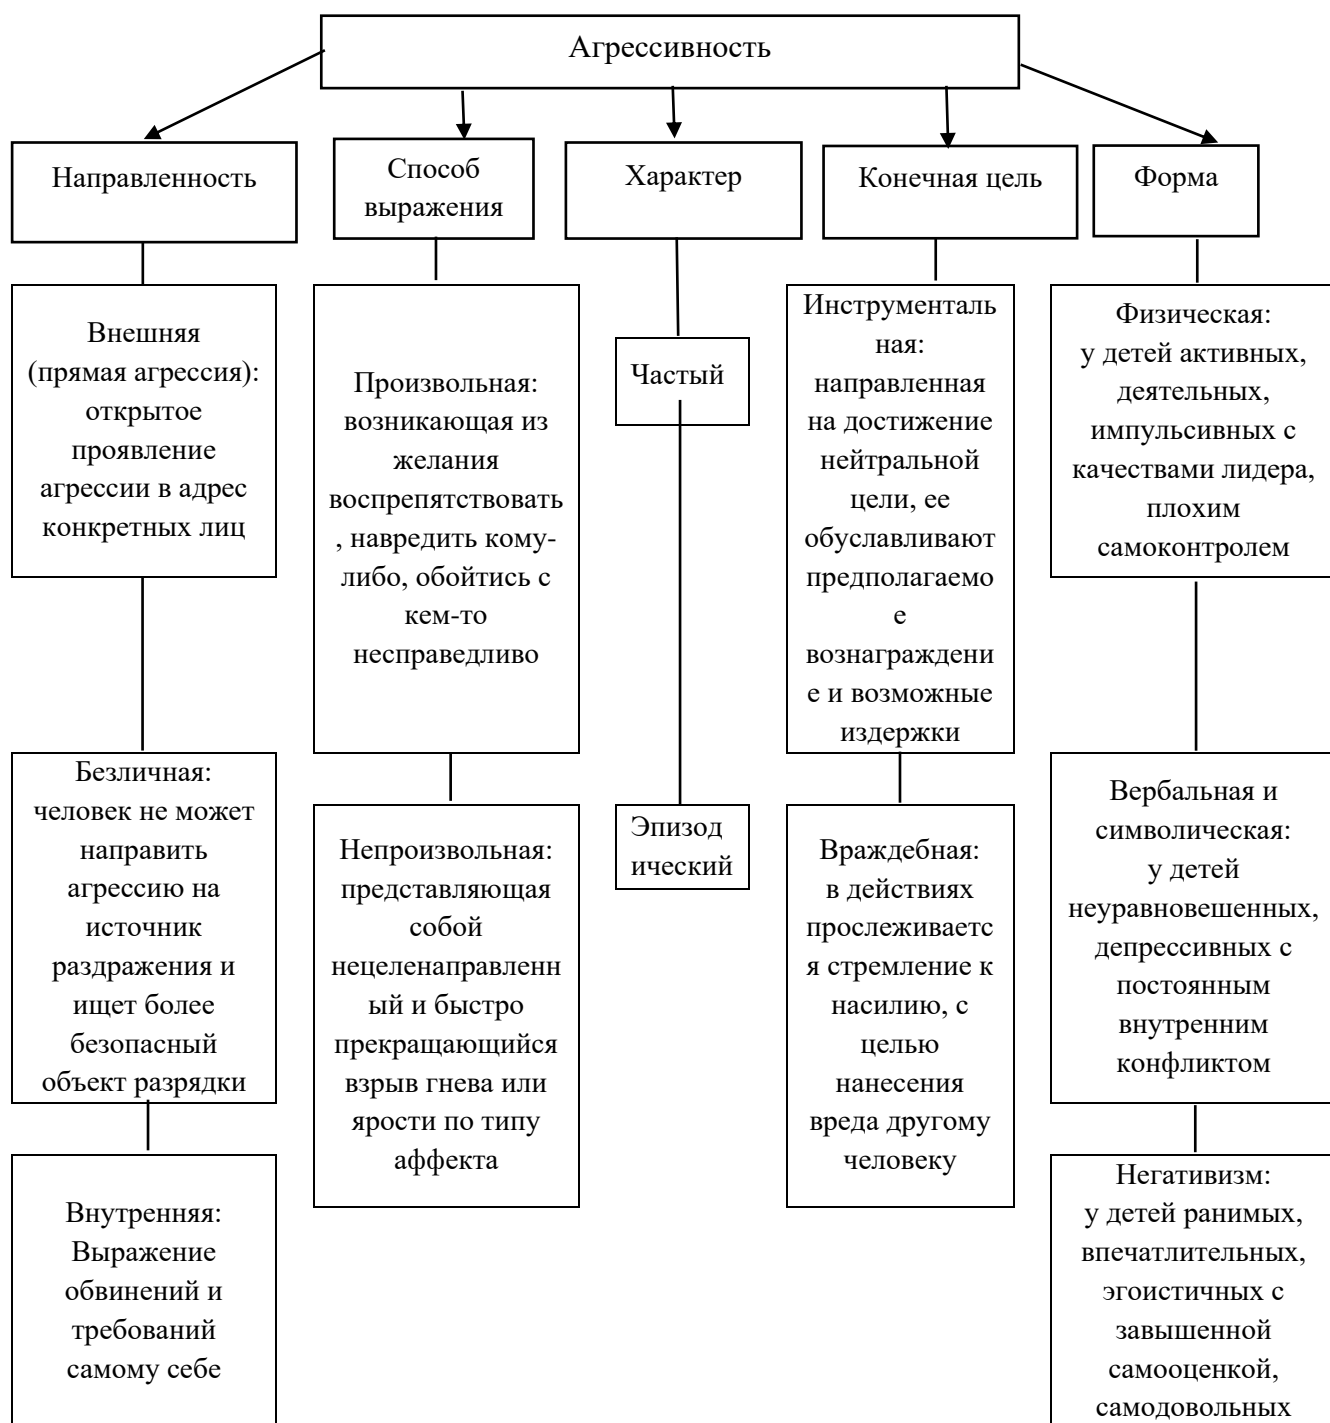 Агрессивность
Направленность
Способ
выражения
Характер
Конечная цель
Форма
Внешняя
(прямая агрессия):
открытое
проявление
агрессии в адрес
конкретных лиц
Произвольная:
возникающая из
желания
воспрепятствовать
, навредить кому-
либо, обойтись с
кем-то
несправедливо
Частый
Инструменталь
ная:
направленная
на достижение
нейтральной
цели, ее
обуславливают
предполагаемо
е
вознаграждени
е и возможные
издержки
Физическая:
у детей активных,
деятельных,
импульсивных с
качествами лидера,
плохим
самоконтролем
Безличная:
человек не может
направить
агрессию на
источник
раздражения и
ищет более
безопасный
объект разрядки
Непроизвольная:
представляющая
собой
нецеленаправленн
ый и быстро
прекращающийся
взрыв гнева или
ярости по типу
аффекта
Эпизод
ический
Враждебная:
в действиях
прослеживаетс
я стремление к
насилию, с
целью
нанесения
вреда другому
человеку
Вербальная и
символическая:
у детей
неуравновешенных,
депрессивных с
постоянным
внутренним
конфликтом
Внутренняя:
Выражение
обвинений и
требований
самому себе
Негативизм:
у детей ранимых,
впечатлительных,
эгоистичных с
завышенной
самооценкой,
самодовольных